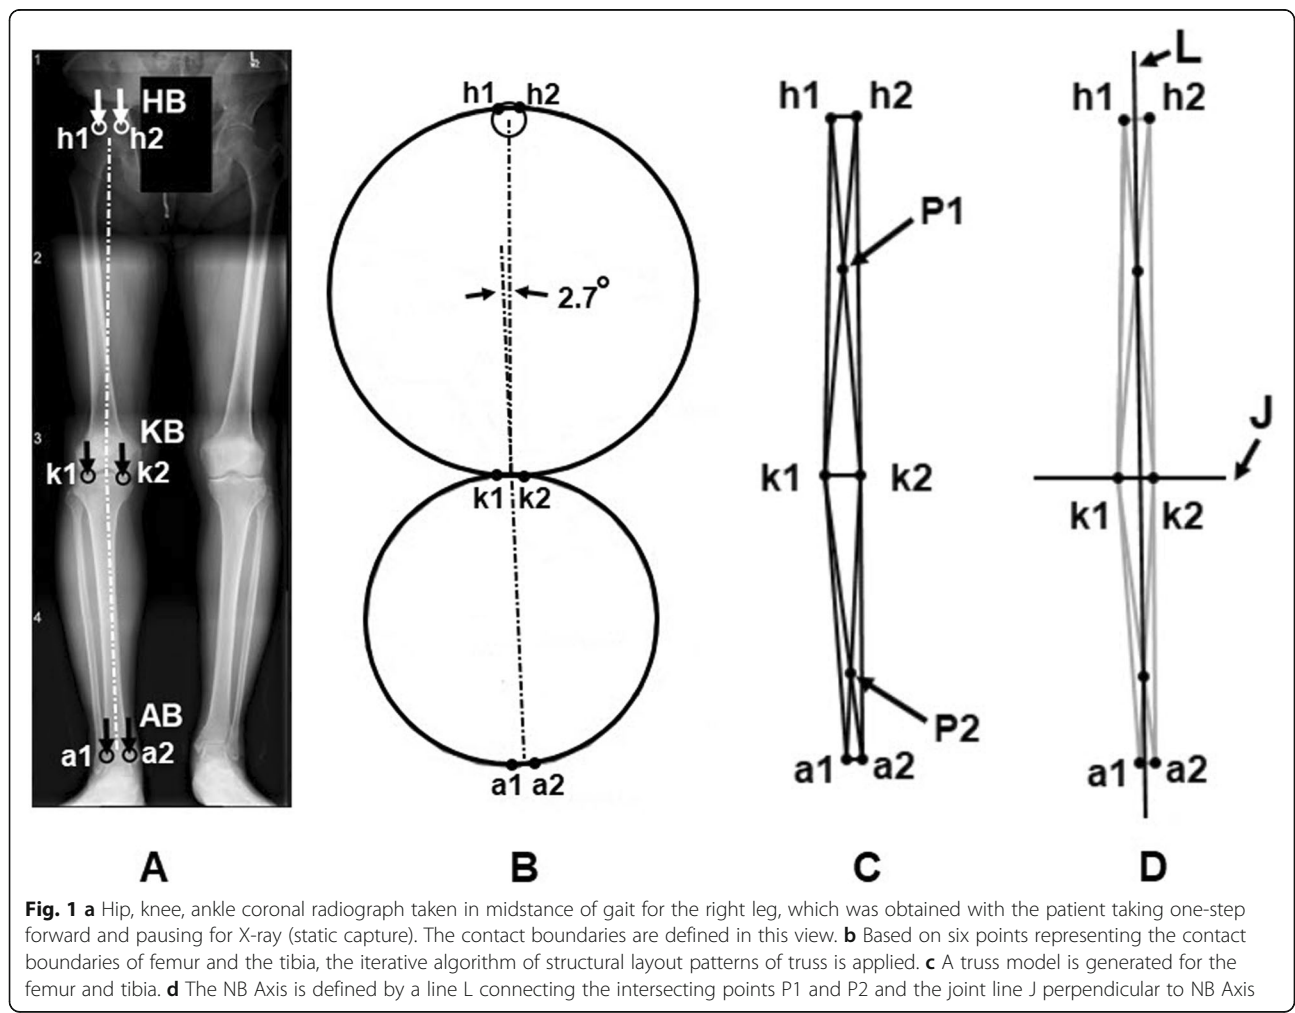 1
2
3
4
L
HB
h1 h2
KB
k1 k2
AB
a1 a2
A
h1 h2
2.7°
k1 k2
a1 a2
B
h1 h2
P1
k1 k2
P2
a1 a2
C
L
h1 h2
J
k1 k2
a1 a2
D
Fig. 1 a Hip, knee, ankle coronal radiograph taken in midstance of gait for the right leg, which was obtained with the patient taking one-step
forward and pausing for X-ray (static capture). The contact boundaries are defined in this view. b Based on six points representing the contact
boundaries of femur and the tibia, the iterative algorithm of structural layout patterns of truss is applied. c A truss model is generated for the
femur and tibia. d The NB Axis is defined by a line L connecting the intersecting points P1 and P2 and the joint line J perpendicular to NB Axis